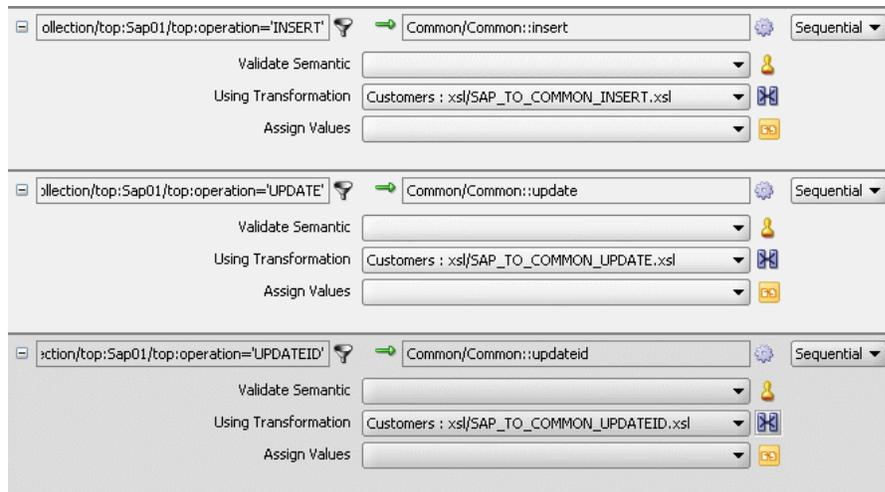 ollection/top:Sap01/top:operation='INSERT' Common/Common::insert Sequential
Validate Semantic
Using Transformation Customers : xsl/SAP_TO_COMMON_INSERT.xsl
Assign Values
ollection/top:Sap01/top:operation='UPDATE' Common/Common::update Sequential
Validate Semantic
Using Transformation Customers : xsl/SAP_TO_COMMON_UPDATE.xsl
Assign Values
ection/top:Sap01/top:operation='UPDATEID' Common/Common::updateid Sequential
Validate Semantic
Using Transformation Customers : xsl/SAP_TO_COMMON_UPDATEID.xsl
Assign Values